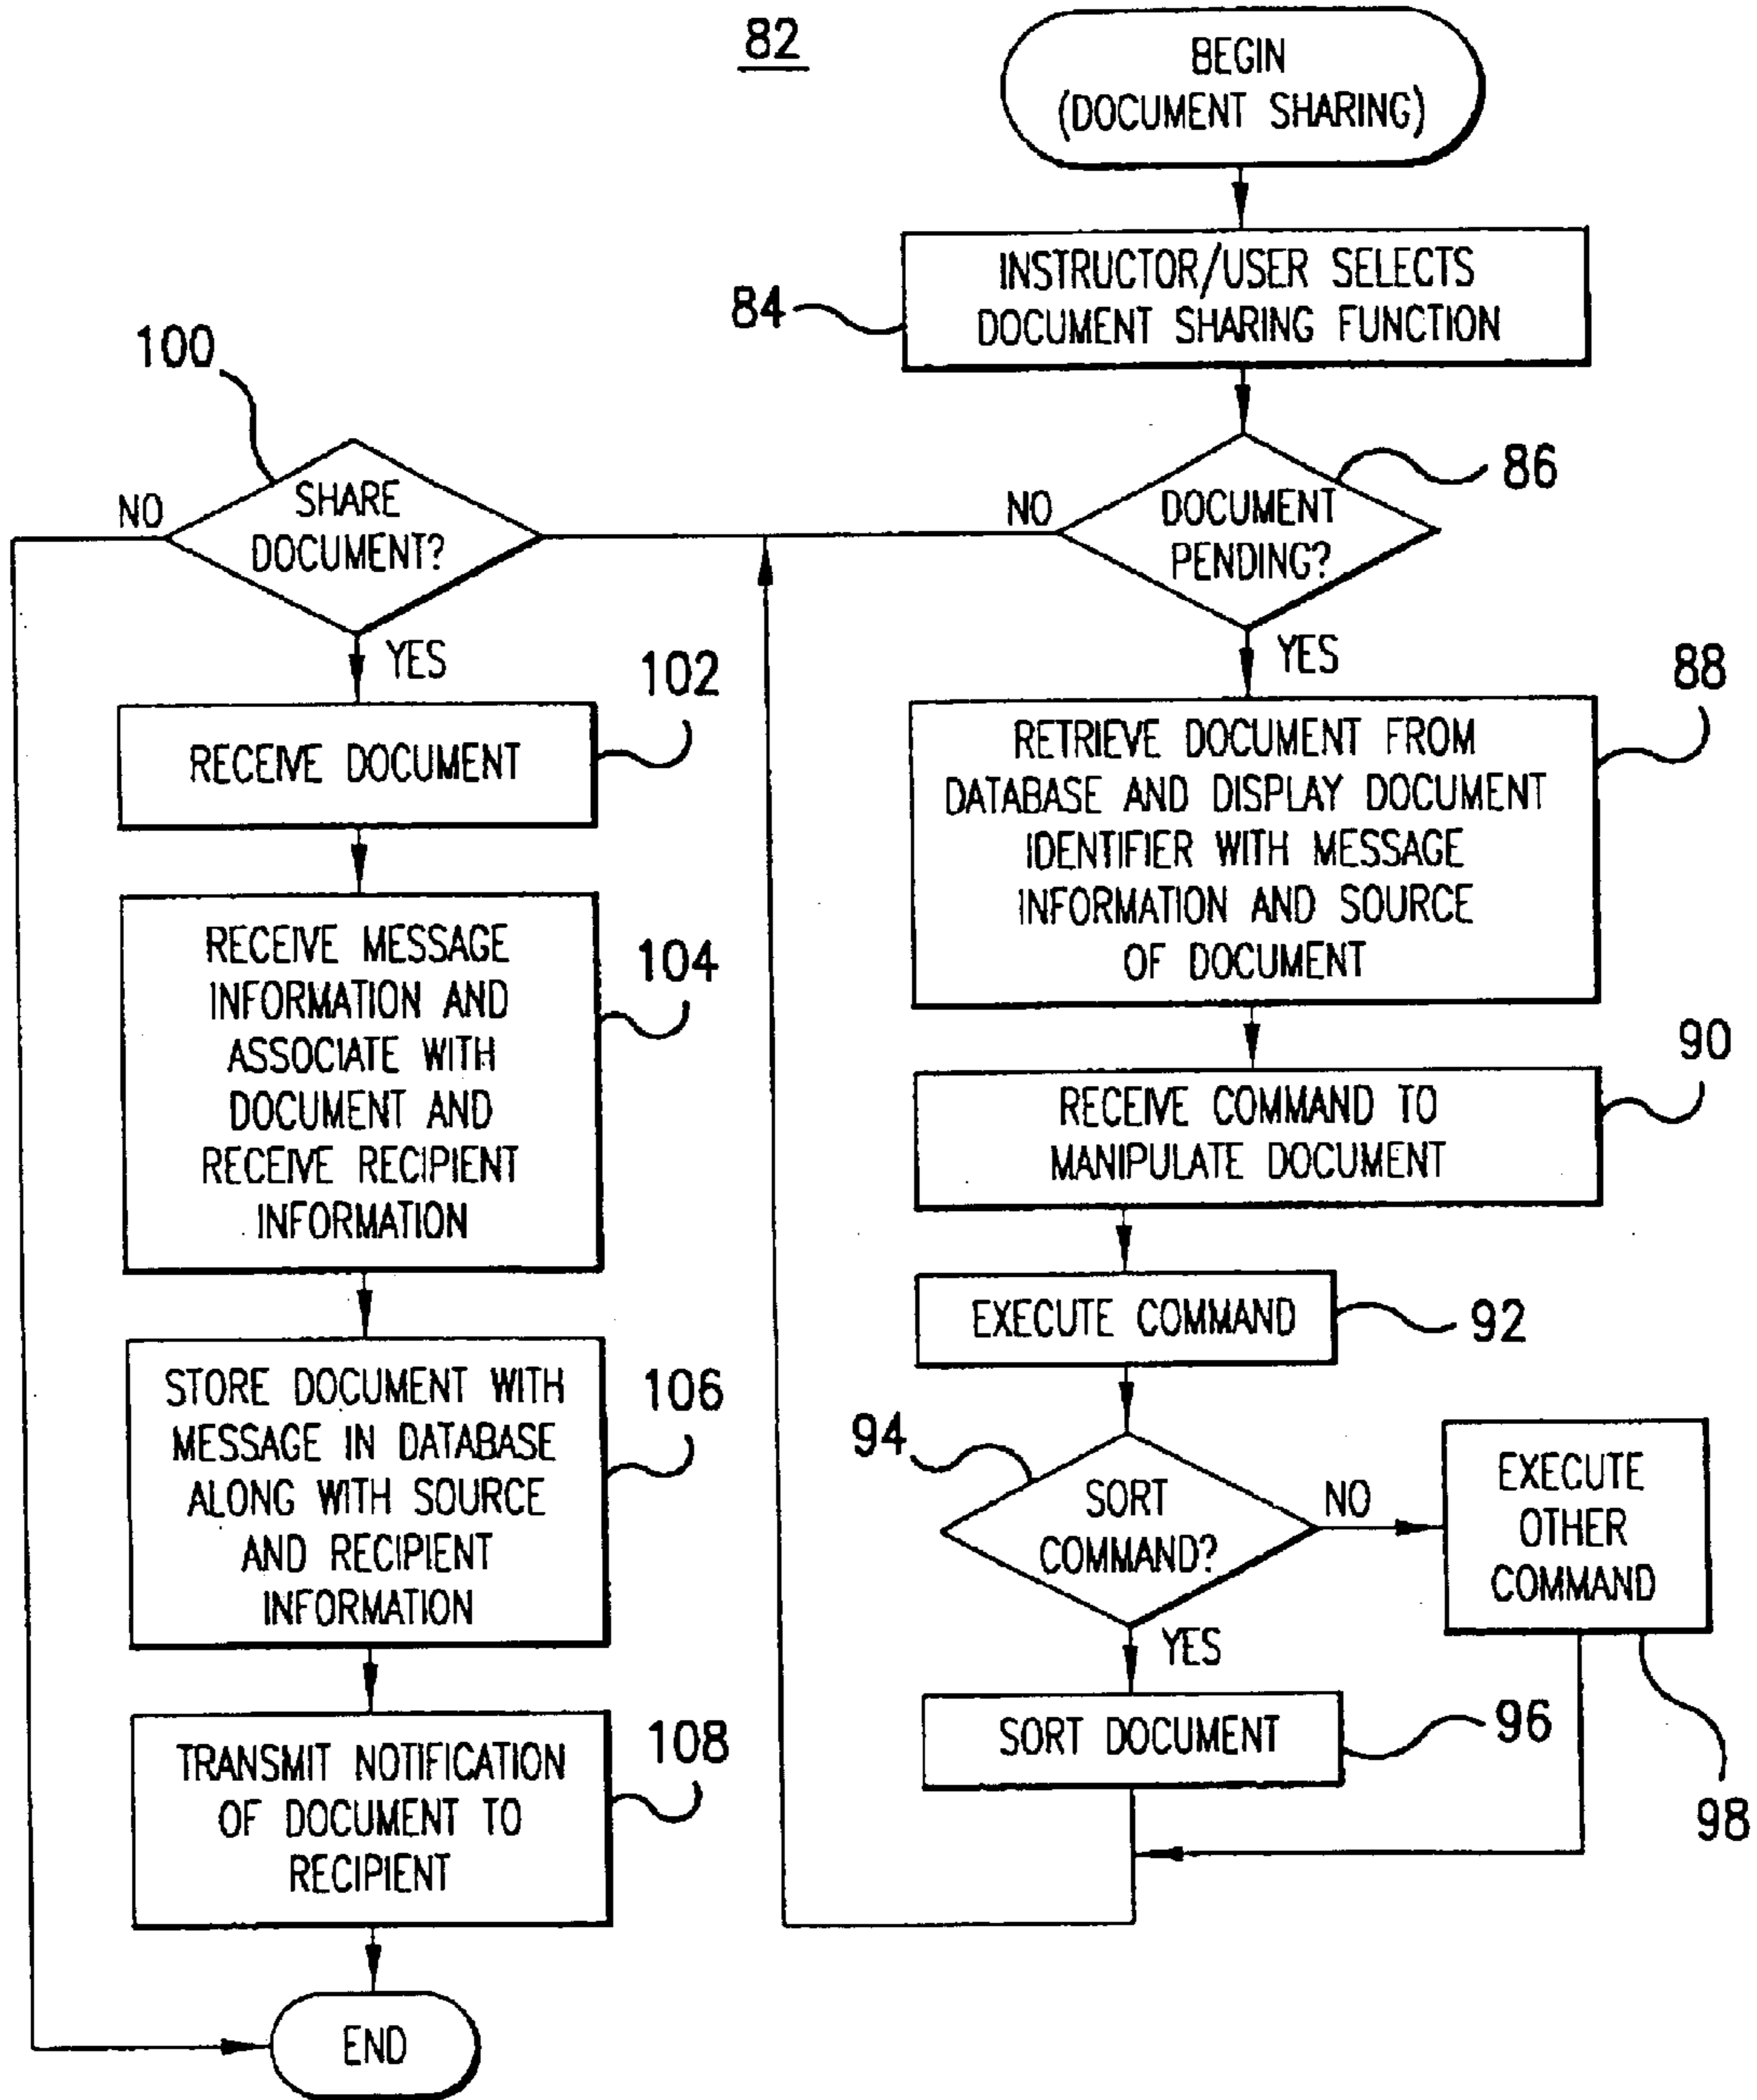 82
BEGIN
(DOCUMENT SHARING)
84
INSTRUCTOR/USER SELECTS
DOCUMENT SHARING FUNCTION
86
DOCUMENT
PENDING?
NO
YES
88
RETRIEVE DOCUMENT FROM
DATABASE AND DISPLAY DOCUMENT
IDENTIFIER WITH MESSAGE
INFORMATION AND SOURCE
OF DOCUMENT
90
RECEIVE COMMAND TO
MANIPULATE DOCUMENT
EXECUTE COMMAND
92
94
SORT
COMMAND?
NO
EXECUTE
OTHER
COMMAND
98
YES
SORT DOCUMENT
96
100
SHARE
DOCUMENT?
NO
YES
102
RECEIVE DOCUMENT
RECEIVE MESSAGE
INFORMATION AND
ASSOCIATE WITH
DOCUMENT AND
RECEIVE RECIPIENT
INFORMATION
104
STORE DOCUMENT WITH
MESSAGE IN DATABASE
ALONG WITH SOURCE
AND RECIPIENT
INFORMATION
106
TRANSMIT NOTIFICATION
OF DOCUMENT TO
RECIPIENT
108
END